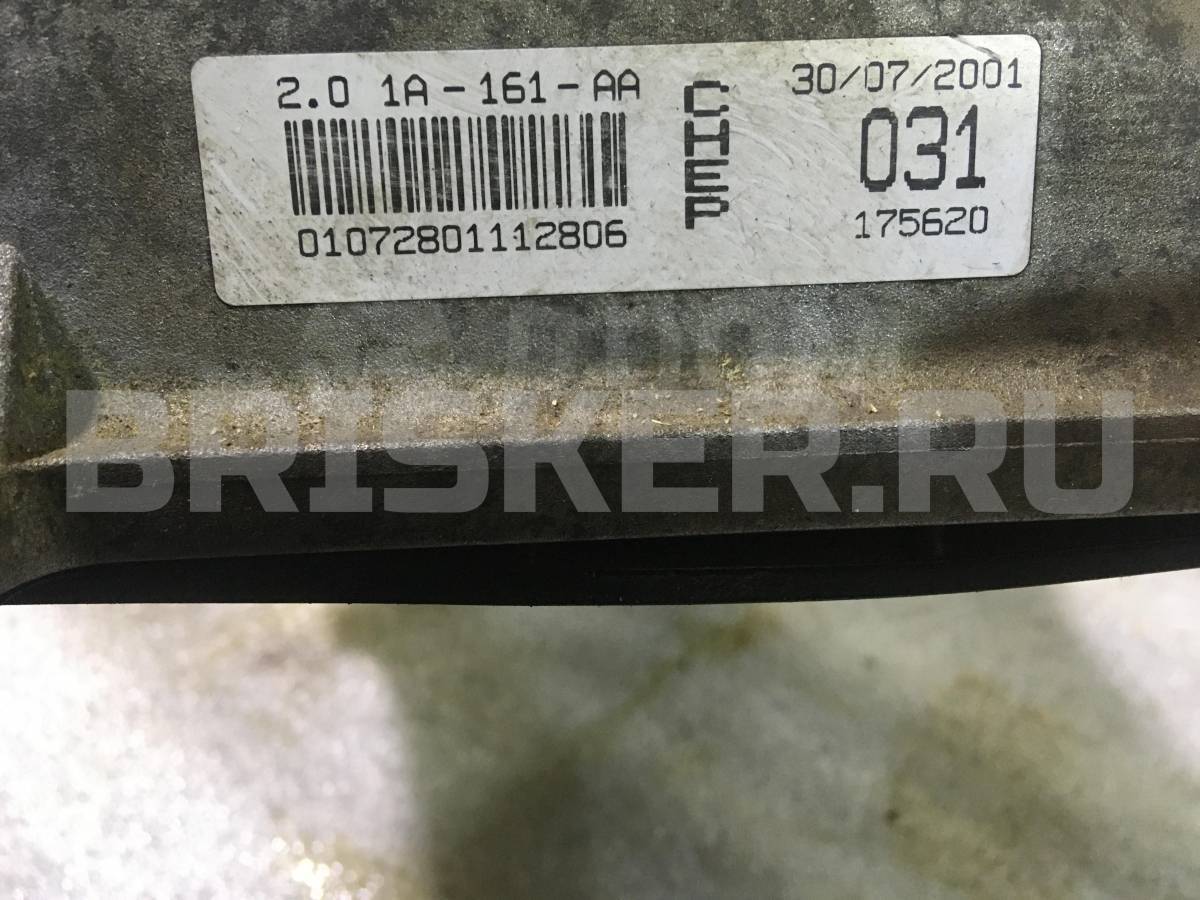 2.0 1A-161-AA
01072801112806
CHEP
30/07/2001
031
175620
BRISKER.RU